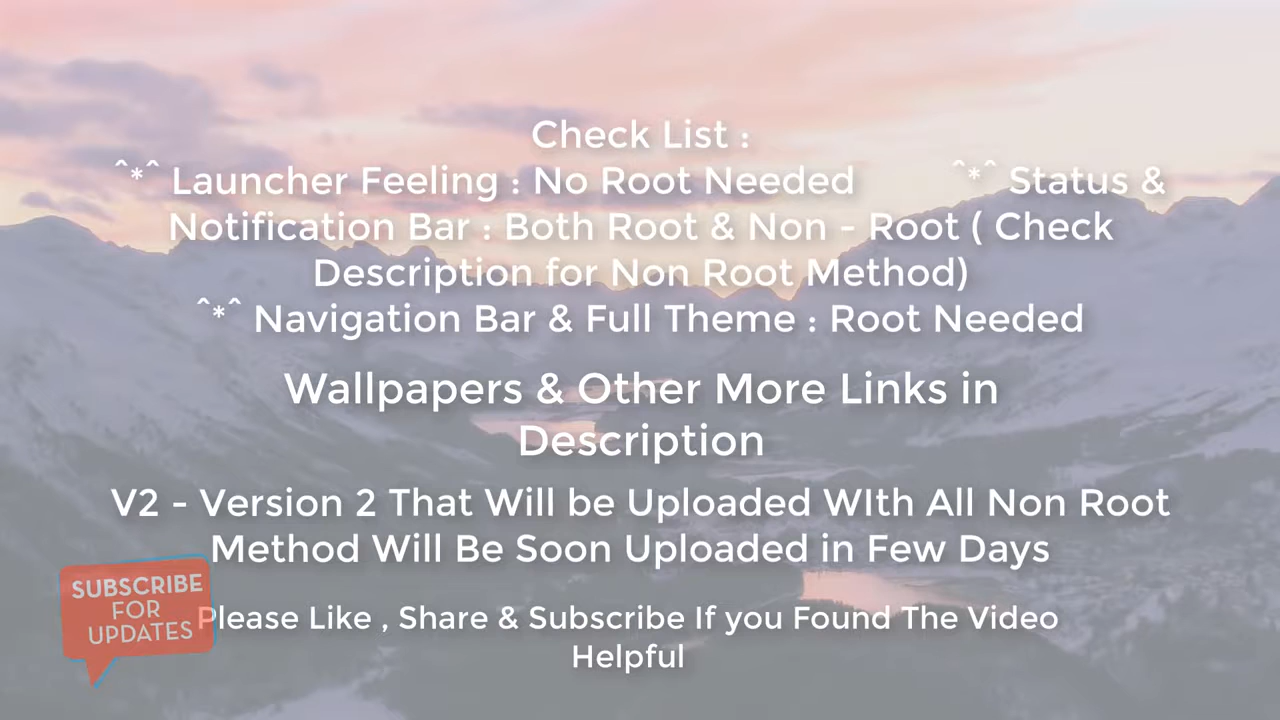 Check List :
ˆ*ˆ Launcher Feeling : No Root Needed ˆ*ˆ Status &
Notification Bar : Both Root & Non - Root ( Check
Description for Non Root Method)
ˆ*ˆ Navigation Bar & Full Theme : Root Needed
Wallpapers & Other More Links in
Description
V2 - Version 2 That Will be Uploaded WIth All Non Root
Method Will Be Soon Uploaded in Few Days
SUBSCRIBE
FOR
UPDATES
Please Like , Share & Subscribe If you Found The Video
Helpful